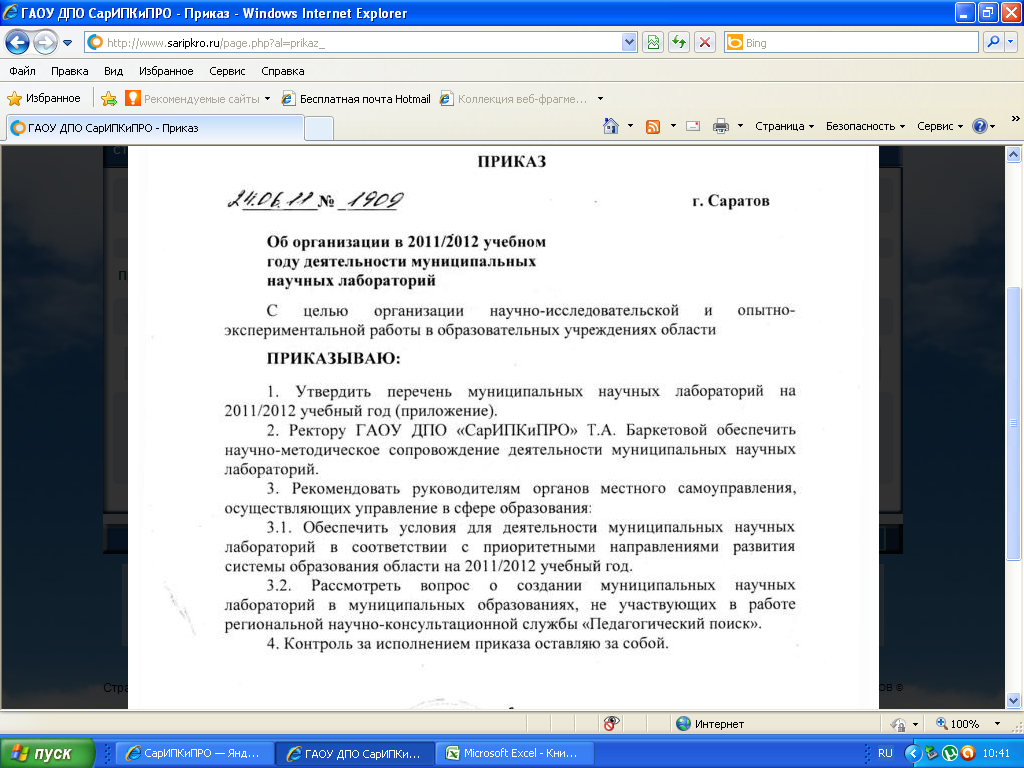 ГАОУ ДПО СарИПКиПРО - Приказ - Windows Internet Explorer
http://www.saripkro.ru/page.php?al=prikaz_
Bing
Файл Правка Вид Избранное Сервис Справка
Избранное Рекомендуемые сайты Бесплатная почта Hotmail Коллекция веб-фрагме...
ГАОУ ДПО СарИПКиПРО - Приказ
Страница Безопасность Сервис
ПРИКАЗ
24.06.11 № 1909 г. Саратов
Об организации в 2011/2012 учебном
году деятельности муниципальных
научных лабораторий
С целью организации научно-исследовательской и опытно-
экспериментальной работы в образовательных учреждениях области
ПРИКАЗЫВАЮ:
1. Утвердить перечень муниципальных научных лабораторий на
2011/2012 учебный год (приложение).
2. Ректору ГАОУ ДПО «СарИПКиПРО» Т.А. Баркетовой обеспечить
научно-методическое сопровождение деятельности муниципальных научных
лабораторий.
3. Рекомендовать руководителям органов местного самоуправления,
осуществляющих управление в сфере образования:
3.1. Обеспечить условия для деятельности муниципальных научных
лабораторий в соответствии с приоритетными направлениями развития
системы образования области на 2011/2012 учебный год.
3.2. Рассмотреть вопрос о создании муниципальных научных
лабораторий в муниципальных образованиях, не участвующих в работе
региональной научно-консультационной службы «Педагогический поиск».
4. Контроль за исполнением приказа оставляю за собой.
Интернет 100%
пуск СарИПКиПРО — Янд... ГАОУ ДПО СарИПКи... Microsoft Excel - Кни... RU 10:41